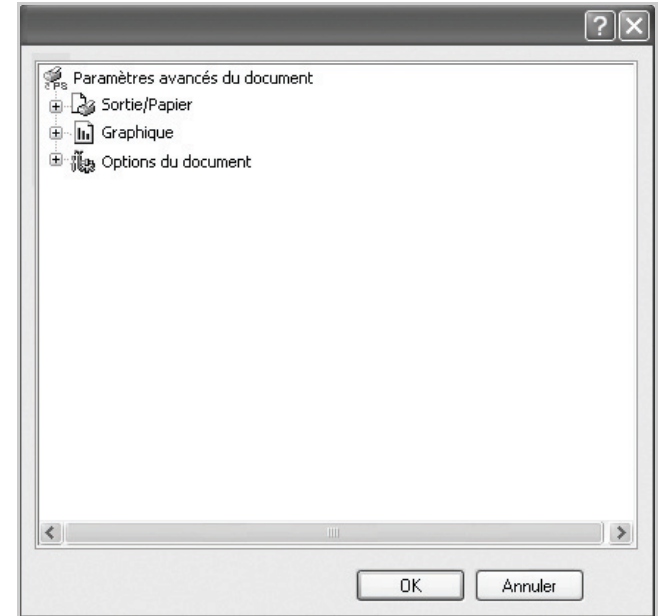 Paramètres avancés du document
Sortie/Papier
Graphique
Options du document
OK
Annuler